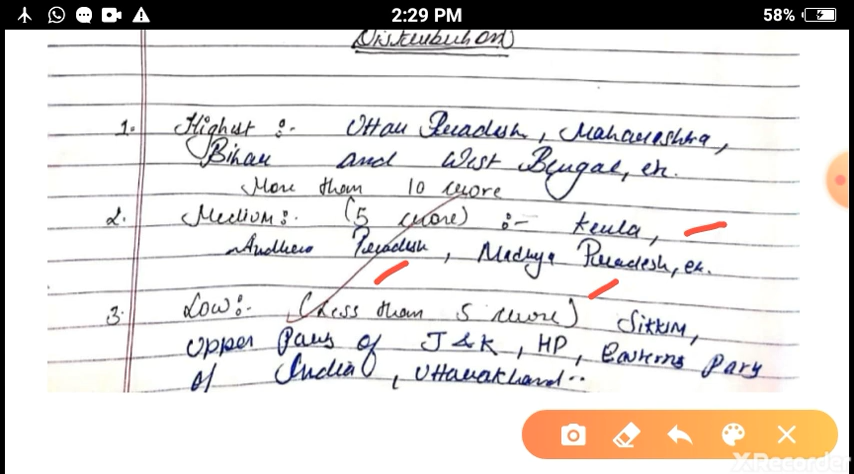 2:29 PM
58%
Distribution
1. Highest :- Uttar Pradesh, Maharashtra,
Bihar and West Bengal, etc.
More than 10 crore
2. Medium :- (5 crore) :- Kerala,
Andhra Pradesh, Madhya Pradesh, etc.
3. Low :- (Less than 5 crore) Sikkim,
Upper Parts of J&K, HP, Easterns Part
of India, Uttarakhand..
XRecorder